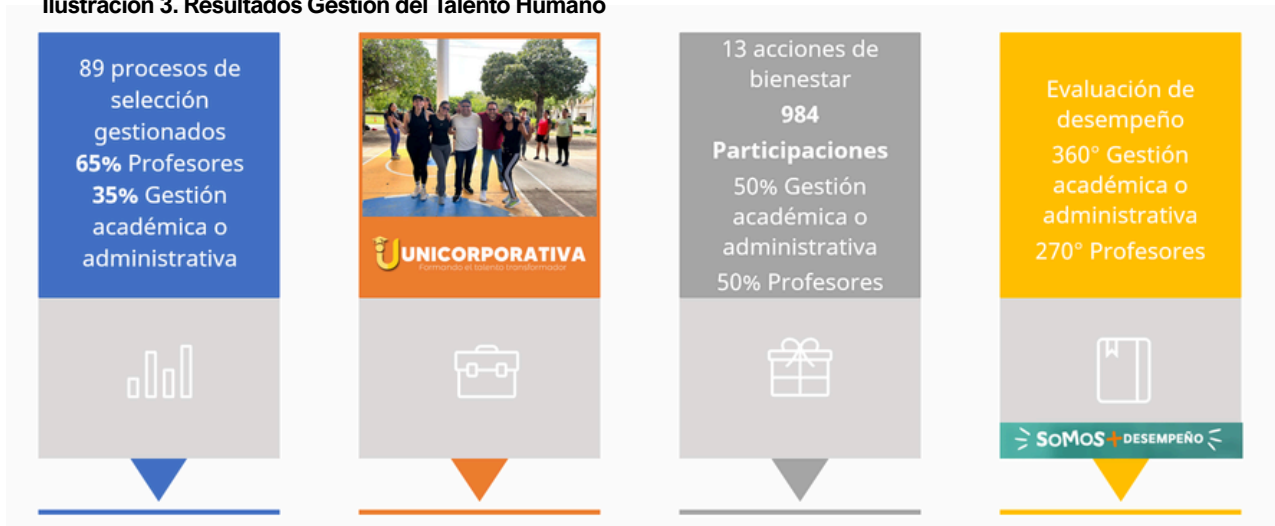 Ilustración 3. Resultados Gestión del Talento Humano
89 procesos de
selección
gestionados
65% Profesores
35% Gestión
académica o
administrativa
UNICORPORATIVA
Formando el talento transformador
13 acciones de
bienestar
984
Participaciones
50% Gestión
académica o
administrativa
50% Profesores
Evaluación de
desempeño
360° Gestión
académica o
administrativa
270° Profesores
SOMOS+DESEMPEÑO